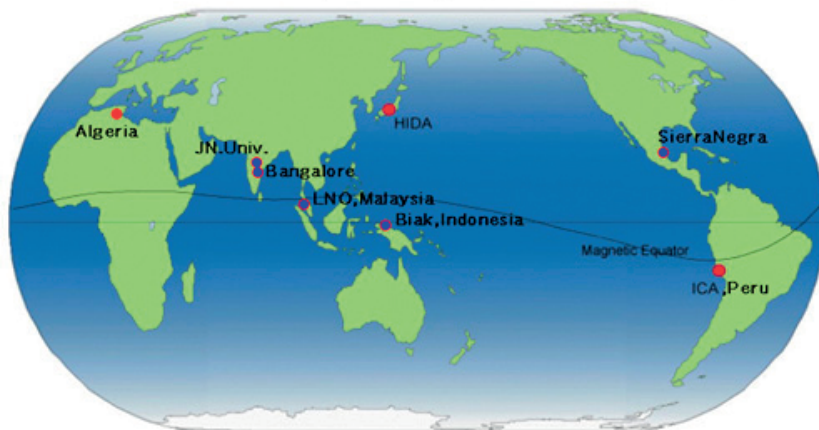 Algeria
HIDA
JN.Univ.
Bangalore
SierraNegra
LNO,Malaysia
Biak,Indonesia
Magnetic Equator
ICA,Peru